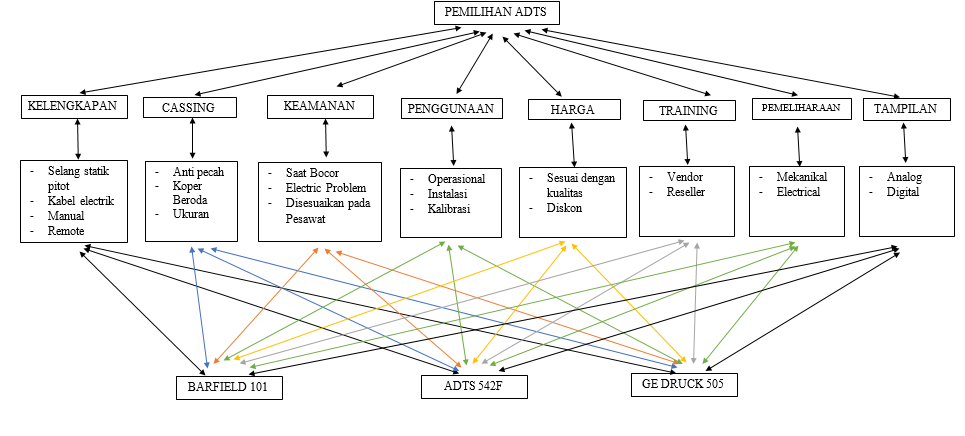 PEMILIHAN ADTS
KELENGKAPAN
CASSING
KEAMANAN
PENGGUNAAN
HARGA
TRAINING
PEMELIHARAAN
TAMPILAN
- Selang statik
pitot
- Kabel electrik
- Manual
- Remote
- Anti pecah
- Koper
Beroda
- Ukuran
- Saat Bocor
- Electric Problem
- Disesuaikan pada
Pesawat
- Operasional
- Instalasi
- Kalibrasi
- Sesuai dengan
kualitas
- Diskon
- Vendor
- Reseller
- Mekanikal
- Electrical
- Analog
- Digital
BARFIELD 101
ADTS 542F
GE DRUCK 505